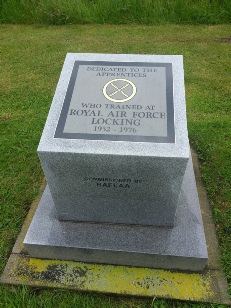 DEDICATED TO THE
APPRENTICES
WHO TRAINED AT
ROYAL AIR FORCE
LOCKING
1952 - 1976
COMMISSIONED BY
RAFLAA